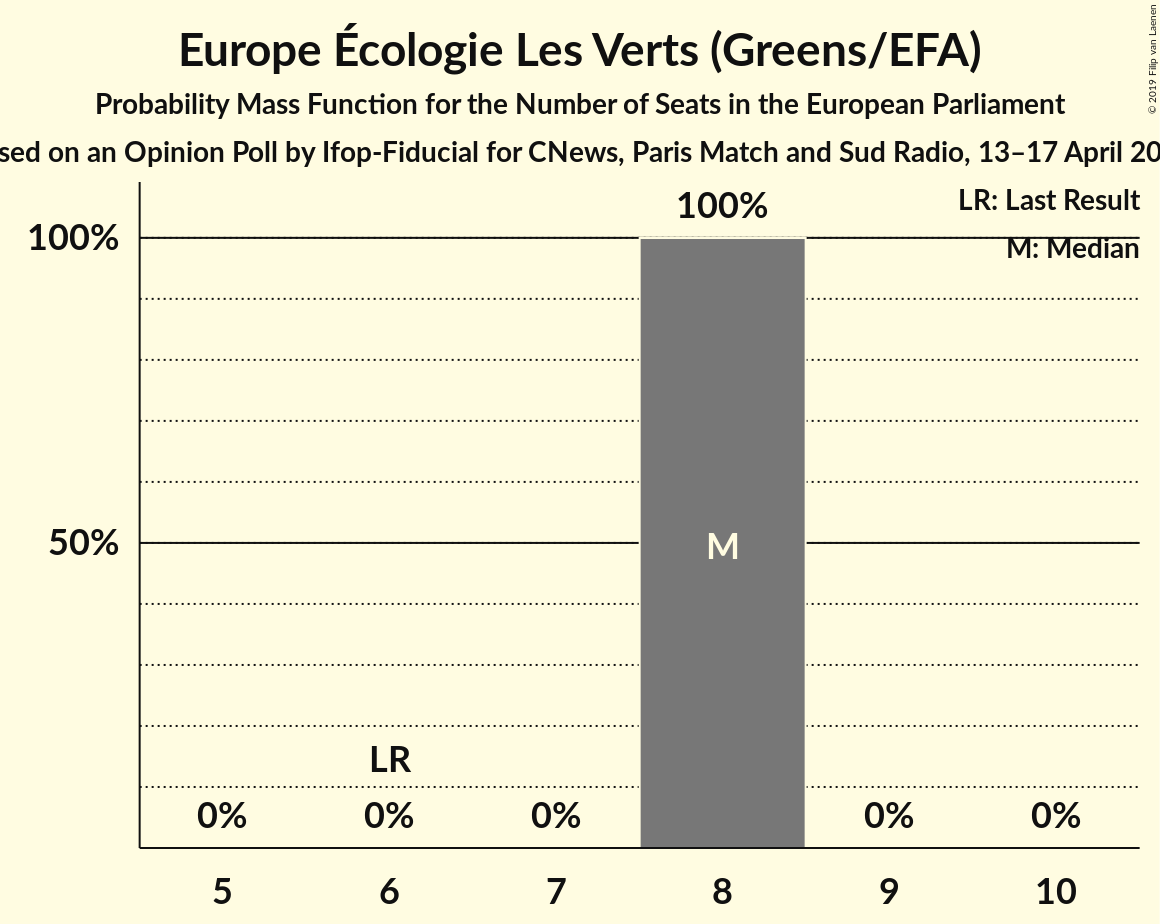 Europe Écologie Les Verts (Greens/EFA)
Probability Mass Function for the Number of Seats in the European Parliament
sed on an Opinion Poll by Ifop-Fiducial for CNews, Paris Match and Sud Radio, 13–17 April 20
© 2019 Filip van Laenen
LR: Last Result
M: Median
100%
100%
50%
M
LR
0% 0% 0% 0% 0%
5 6 7 8 9 10